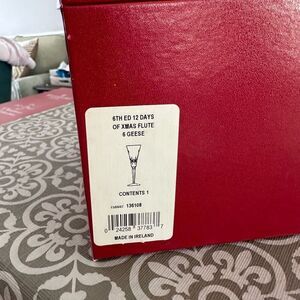 6TH ED 12 DAYS
OF XMAS FLUTE
6 GEESE
CONTENTS 1
136108
0 24258 37783 7
MADE IN IRELAND